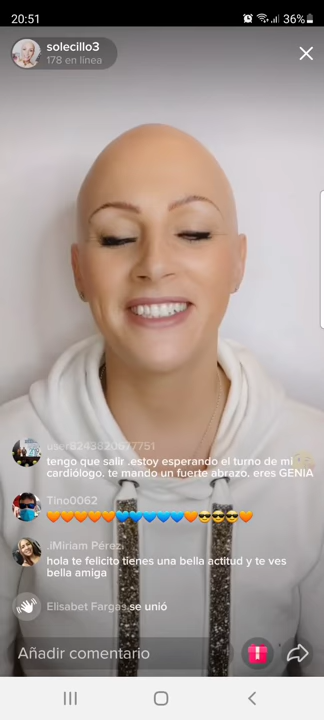 20:51
36%
solecillo3
178 en línea
user8243820677751
tengo que salir .estoy esperando el turno de mi
cardiólogo. te mando un fuerte abrazo. eres GENIA
Tino0062
🧡🧡🧡🧡🧡💙💙💙💙💙🧡😎😎😎🧡
.iMiriam Pérez¡
hola te felicito tienes una bella actitud y te ves
bella amiga
Elisabet Fargas se unió
Añadir comentario